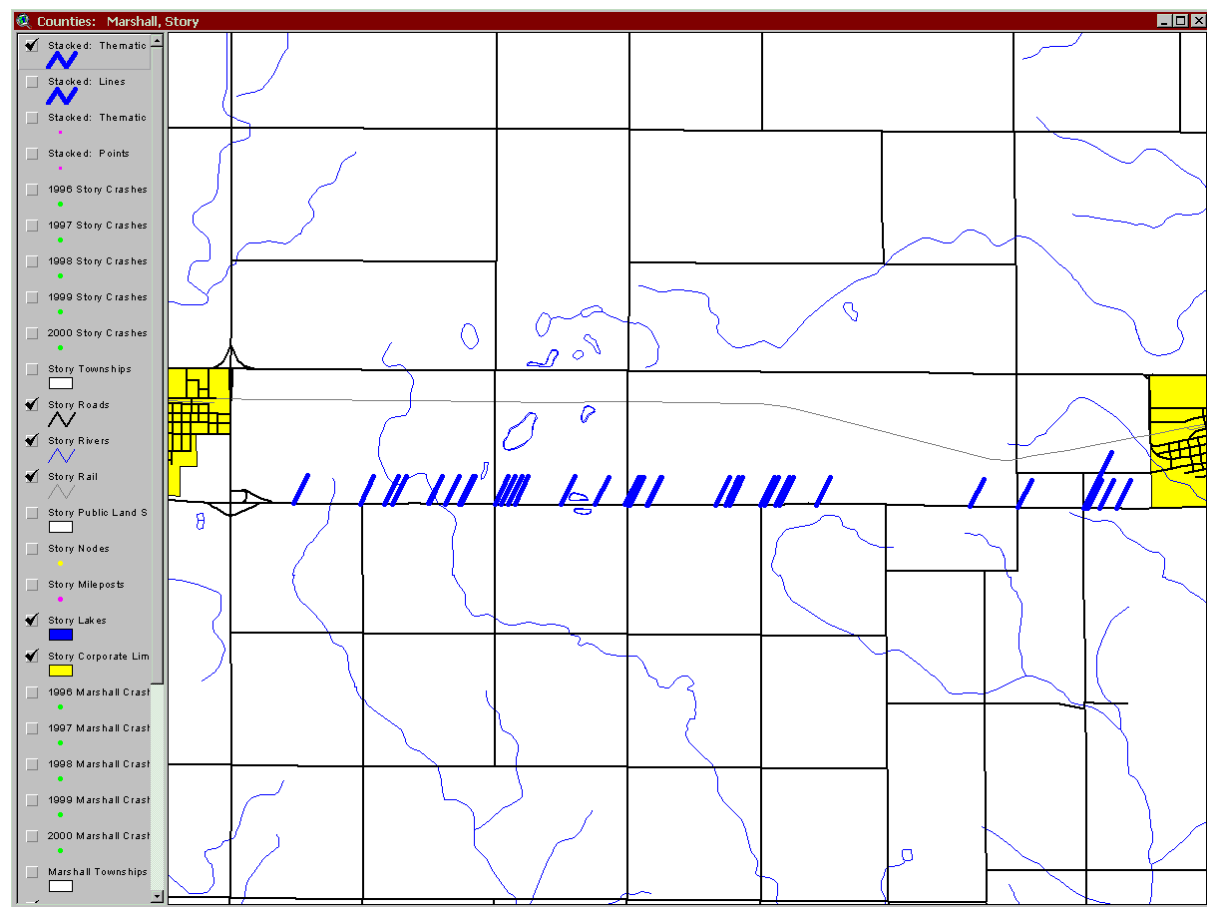 Counties: Marshall, Story
Stacked: Thematic
Stacked: Lines
Stacked: Thematic
Stacked: Points
1996 Story Crashes
1997 Story Crashes
1998 Story Crashes
1999 Story Crashes
2000 Story Crashes
Story Townships
Story Roads
Story Rivers
Story Rail
Story Public Land S
Story Nodes
Story Mileposts
Story Lakes
Story Corporate Lim
1996 Marshall Crash
1997 Marshall Crash
1998 Marshall Crash
1999 Marshall Crash
2000 Marshall Crash
Marshall Townships